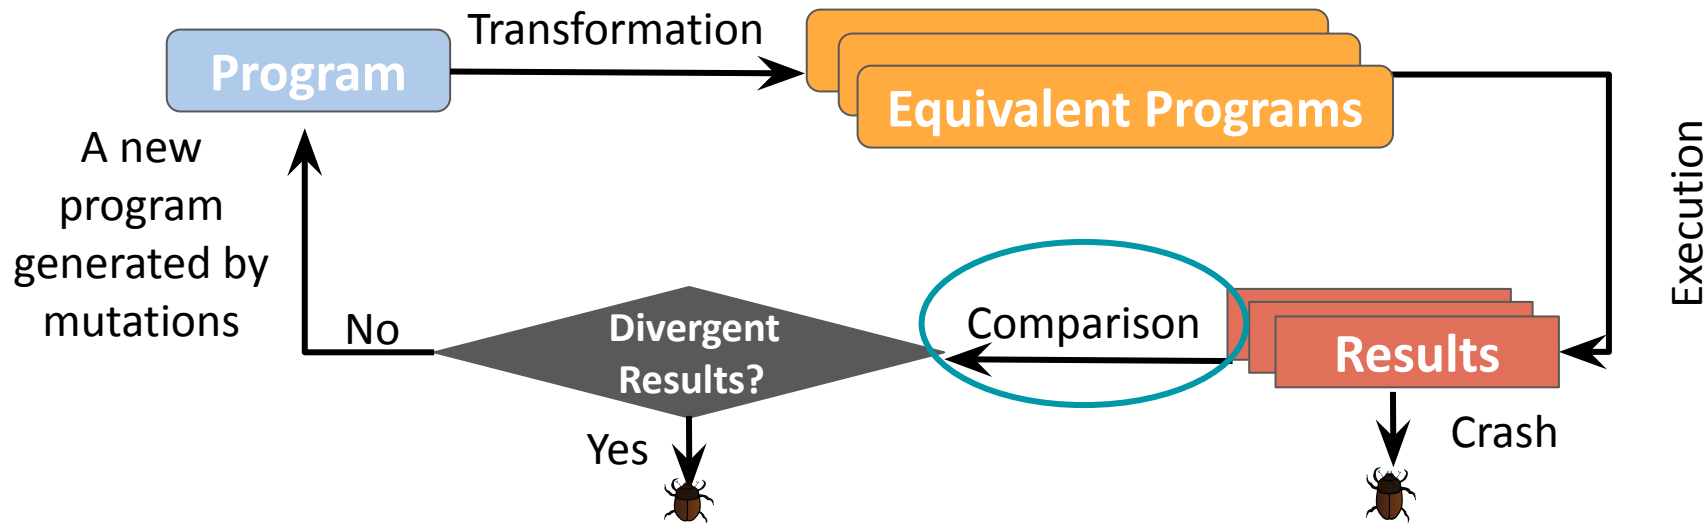 Transformation
Program
Equivalent Programs
A new
program
generated by
mutations
Execution
No
Divergent
Results?
Comparison
Results
Yes
Crash